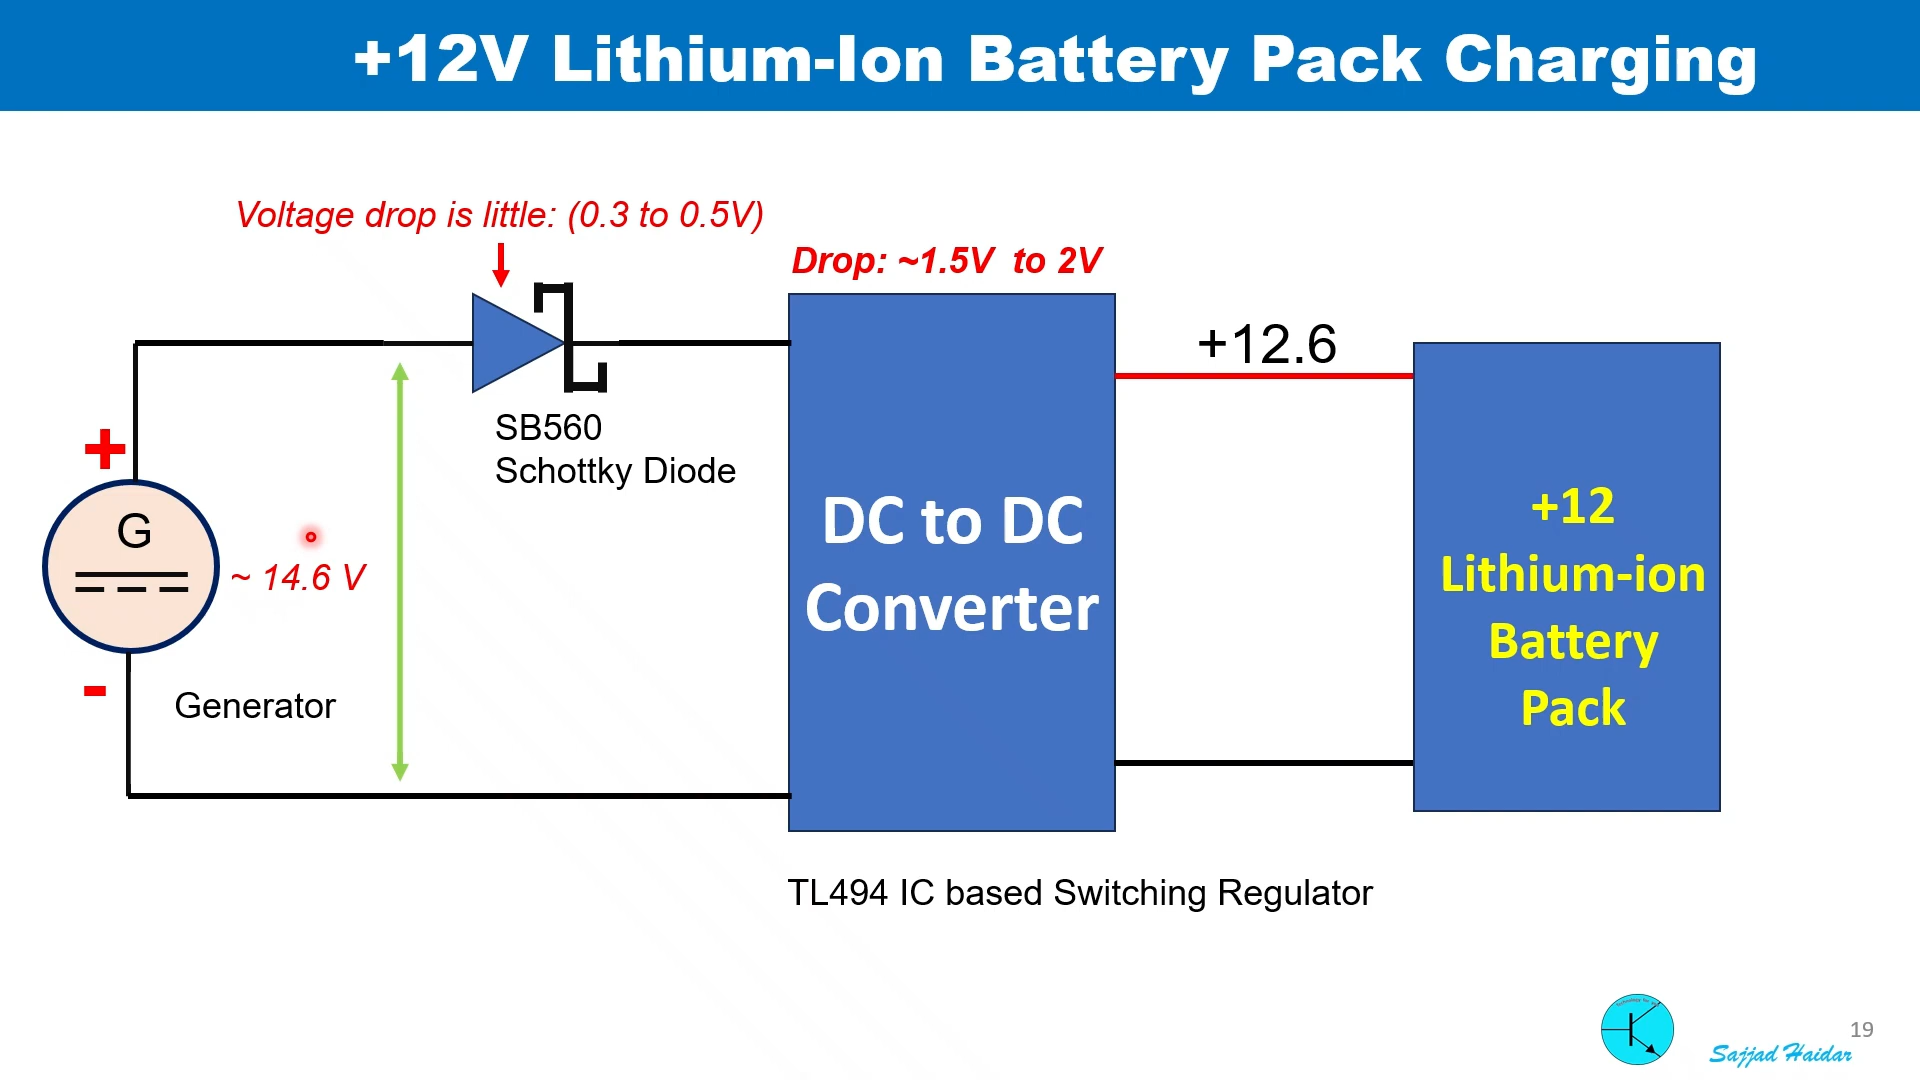 +12V Lithium-Ion Battery Pack Charging
Voltage drop is little: (0.3 to 0.5V)
Drop: ~1.5V to 2V
+12.6
SB560
Schottky Diode
+
G
~ 14.6 V
-
Generator
DC to DC
Converter
+12
Lithium-ion
Battery
Pack
TL494 IC based Switching Regulator
19
Sajjad Haidar